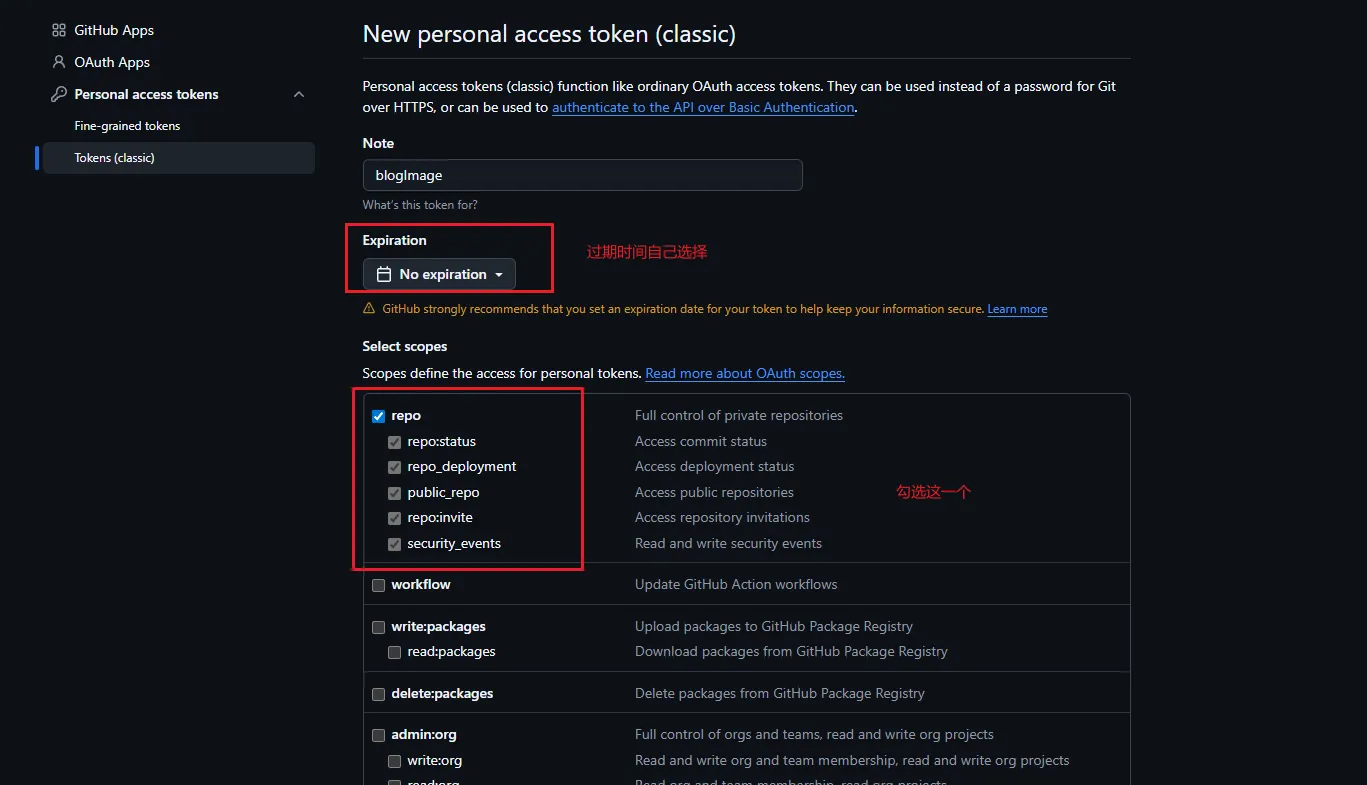 GitHub Apps
OAuth Apps
Personal access tokens
Fine-grained tokens
Tokens (classic)
New personal access token (classic)
Personal access tokens (classic) function like ordinary OAuth access tokens. They can be used instead of a password for Git
over HTTPS, or can be used to authenticate to the API over Basic Authentication.
Note
blogImage
What's this token for?
Expiration
过期时间自己选择
No expiration
GitHub strongly recommends that you set an expiration date for your token to help keep your information secure. Learn more
Select scopes
Scopes define the access for personal tokens. Read more about OAuth scopes.
repo Full control of private repositories
repo:status Access commit status
repo_deployment Access deployment status
public_repo Access public repositories
勾选这一个
repo:invite Access repository invitations
security_events Read and write security events
workflow Update GitHub Action workflows
write:packages Upload packages to GitHub Package Registry
read:packages Download packages from GitHub Package Registry
delete:packages Delete packages from GitHub Package Registry
admin:org Full control of orgs and teams, read and write org projects
write:org Read and write org and team membership, read and write org projects
read:org Read org and team membership, read org projects